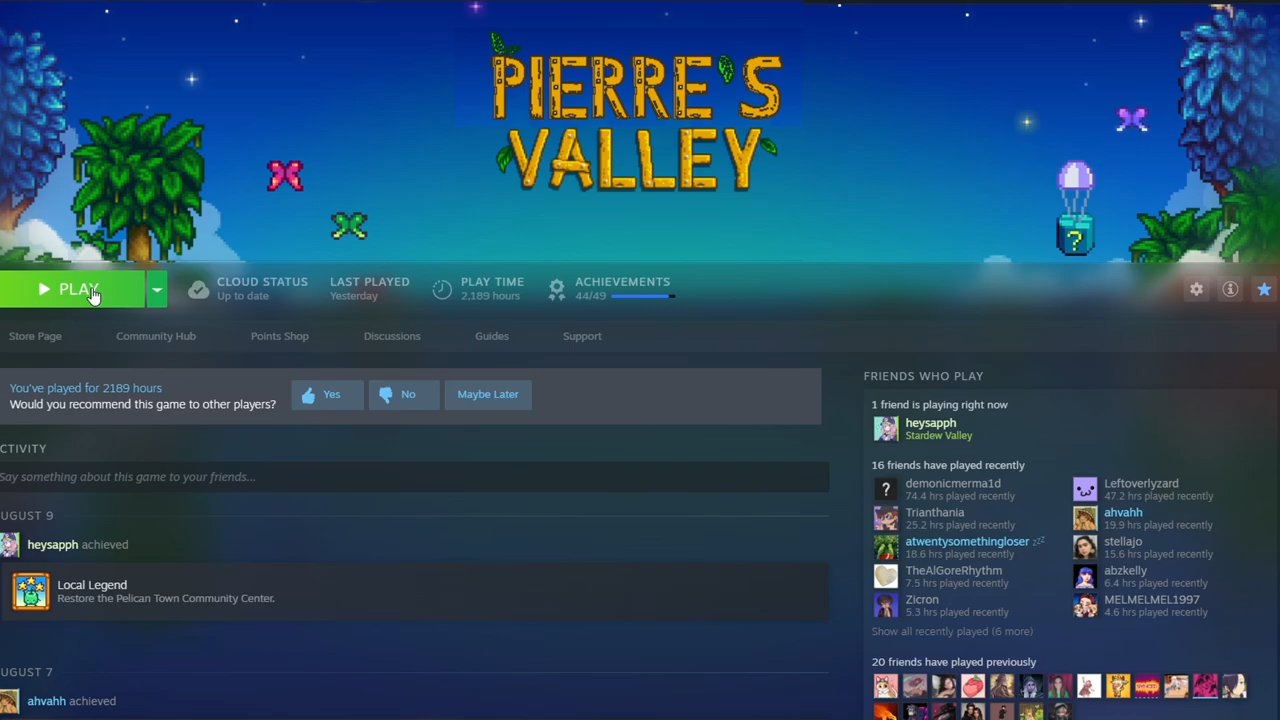 PIERRE'S
VALLEY
PLAY
CLOUD STATUS
Up to date
LAST PLAYED
Yesterday
PLAY TIME
2,189 hours
ACHIEVEMENTS
44/49
Store Page
Community Hub
Points Shop
Discussions
Guides
Support
You've played for 2189 hours
Would you recommend this game to other players?
Yes
No
Maybe Later
CTIVITY
Say something about this game to your friends...
UGUST 9
heysapph achieved
Local Legend
Restore the Pelican Town Community Center.
UGUST 7
ahvahh achieved
FRIENDS WHO PLAY
1 friend is playing right now
heysapph
Stardew Valley
16 friends have played recently
?
demonicmerma1d
74.4 hrs played recently
Leftoverlyzard
47.2 hrs played recently
Trianthania
25.2 hrs played recently
ahvahh
19.9 hrs played recently
atwentysomethingloser zzz
18.6 hrs played recently
stellajo
15.6 hrs played recently
TheAlGoreRhythm
7.5 hrs played recently
abzkelly
6.4 hrs played recently
Zicron
5.3 hrs played recently
MELMELMEL1997
4.6 hrs played recently
Show all recently played (6 more)
20 friends have played previously
?